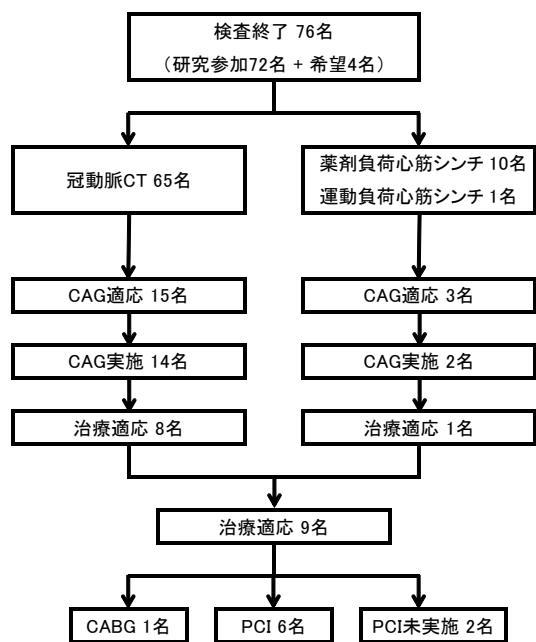 検査終了 76名
（研究参加72名 + 希望4名）
冠動脈CT 65名
薬剤負荷心筋シンチ 10名
運動負荷心筋シンチ 1名
CAG適応 15名
CAG適応 3名
CAG実施 14名
CAG実施 2名
治療適応 8名
治療適応 1名
治療適応 9名
CABG 1名
PCI 6名
PCI未実施 2名